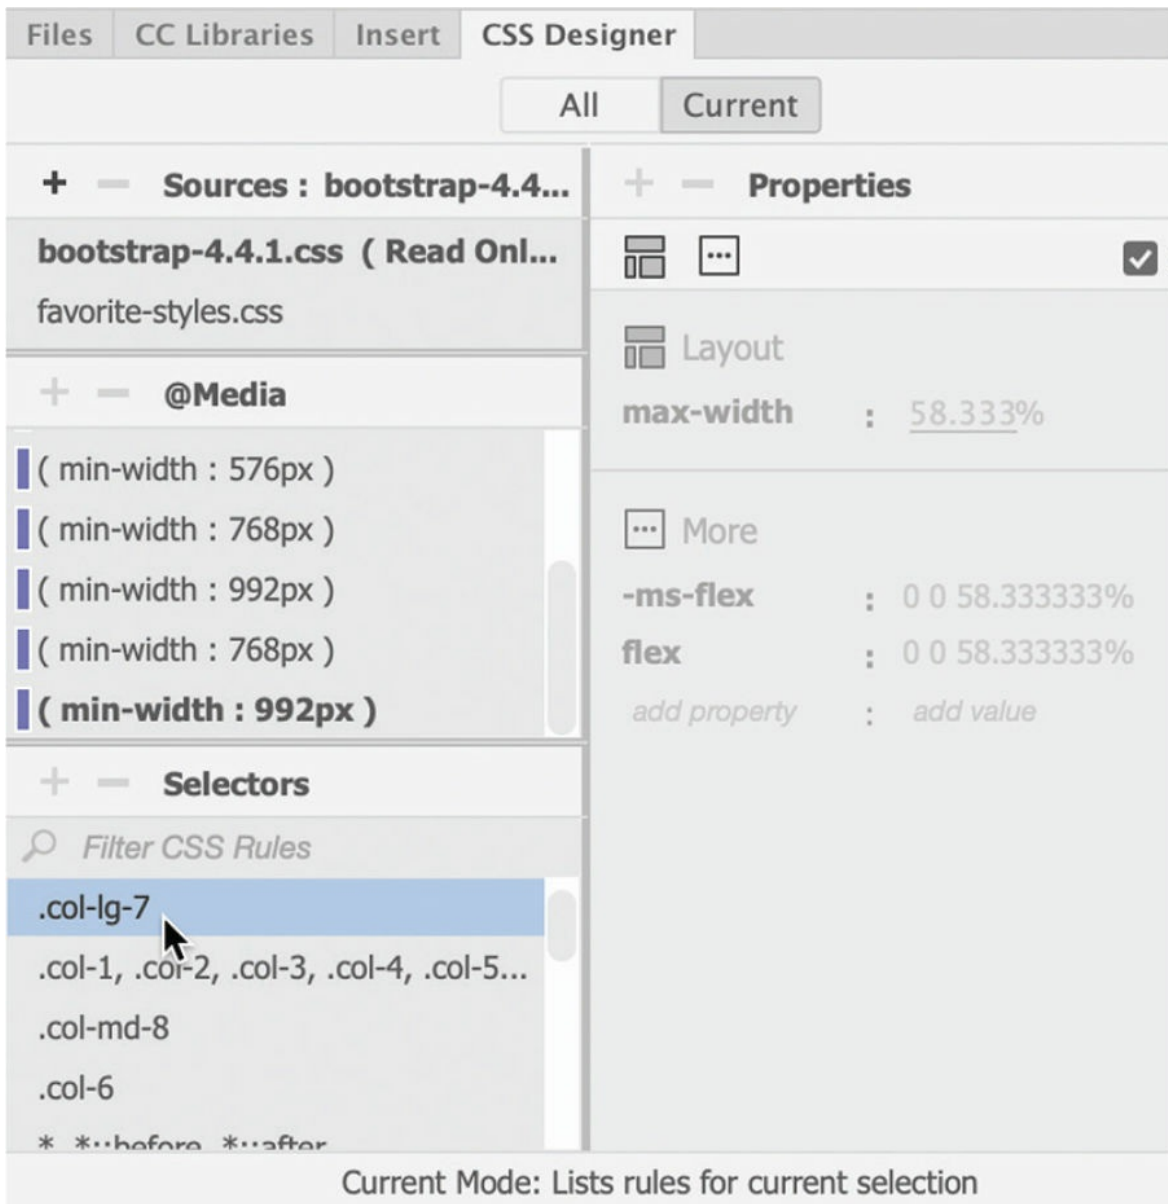 Files CC Libraries Insert CSS Designer
All Current
+ − Sources : bootstrap-4.4...
bootstrap-4.4.1.css ( Read Onl...
favorite-styles.css
+ − @Media
( min-width : 576px )
( min-width : 768px )
( min-width : 992px )
( min-width : 768px )
( min-width : 992px )
+ − Selectors
Filter CSS Rules
.col-lg-7
.col-1, .col-2, .col-3, .col-4, .col-5...
.col-md-8
.col-6
*, *::before, *::after
+ − Properties
Layout
max-width : 58.333%
More
-ms-flex : 0 0 58.333333%
flex : 0 0 58.333333%
add property : add value
Current Mode: Lists rules for current selection